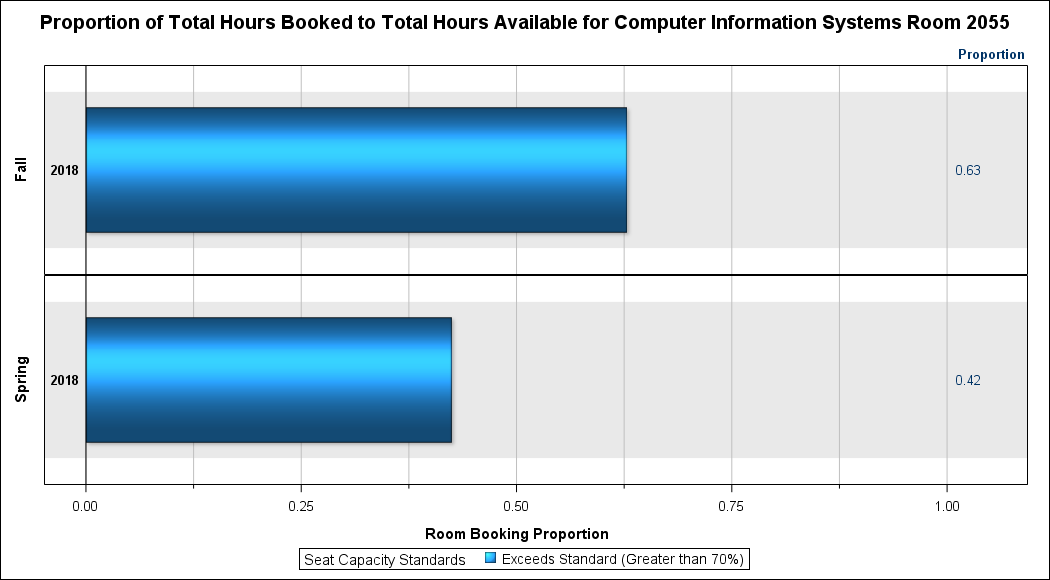 Proportion of Total Hours Booked to Total Hours Available for Computer Information Systems Room 2055
Proportion
Fall
2018
0.63
Spring
2018
0.42
0.00 0.25 0.50 0.75 1.00
Room Booking Proportion
Seat Capacity Standards Exceeds Standard (Greater than 70%)